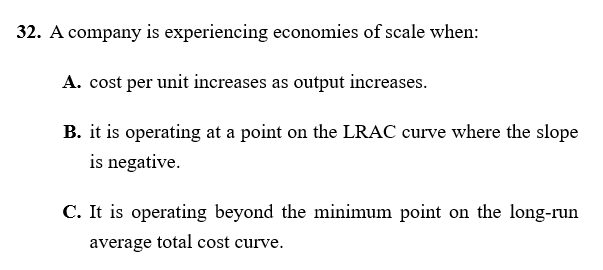 32. A company is experiencing economies of scale when:
A. cost per unit increases as output increases.
B. it is operating at a point on the LRAC curve where the slope
is negative.
C. It is operating beyond the minimum point on the long-run
average total cost curve.